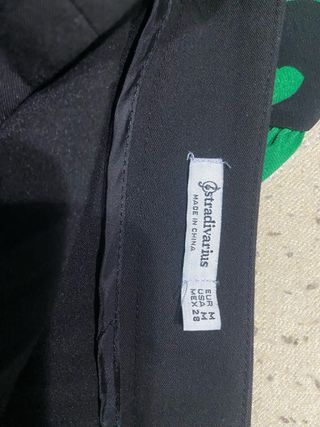 stradivarius
MADE IN CHINA
EUR M
USA M
MEX 28